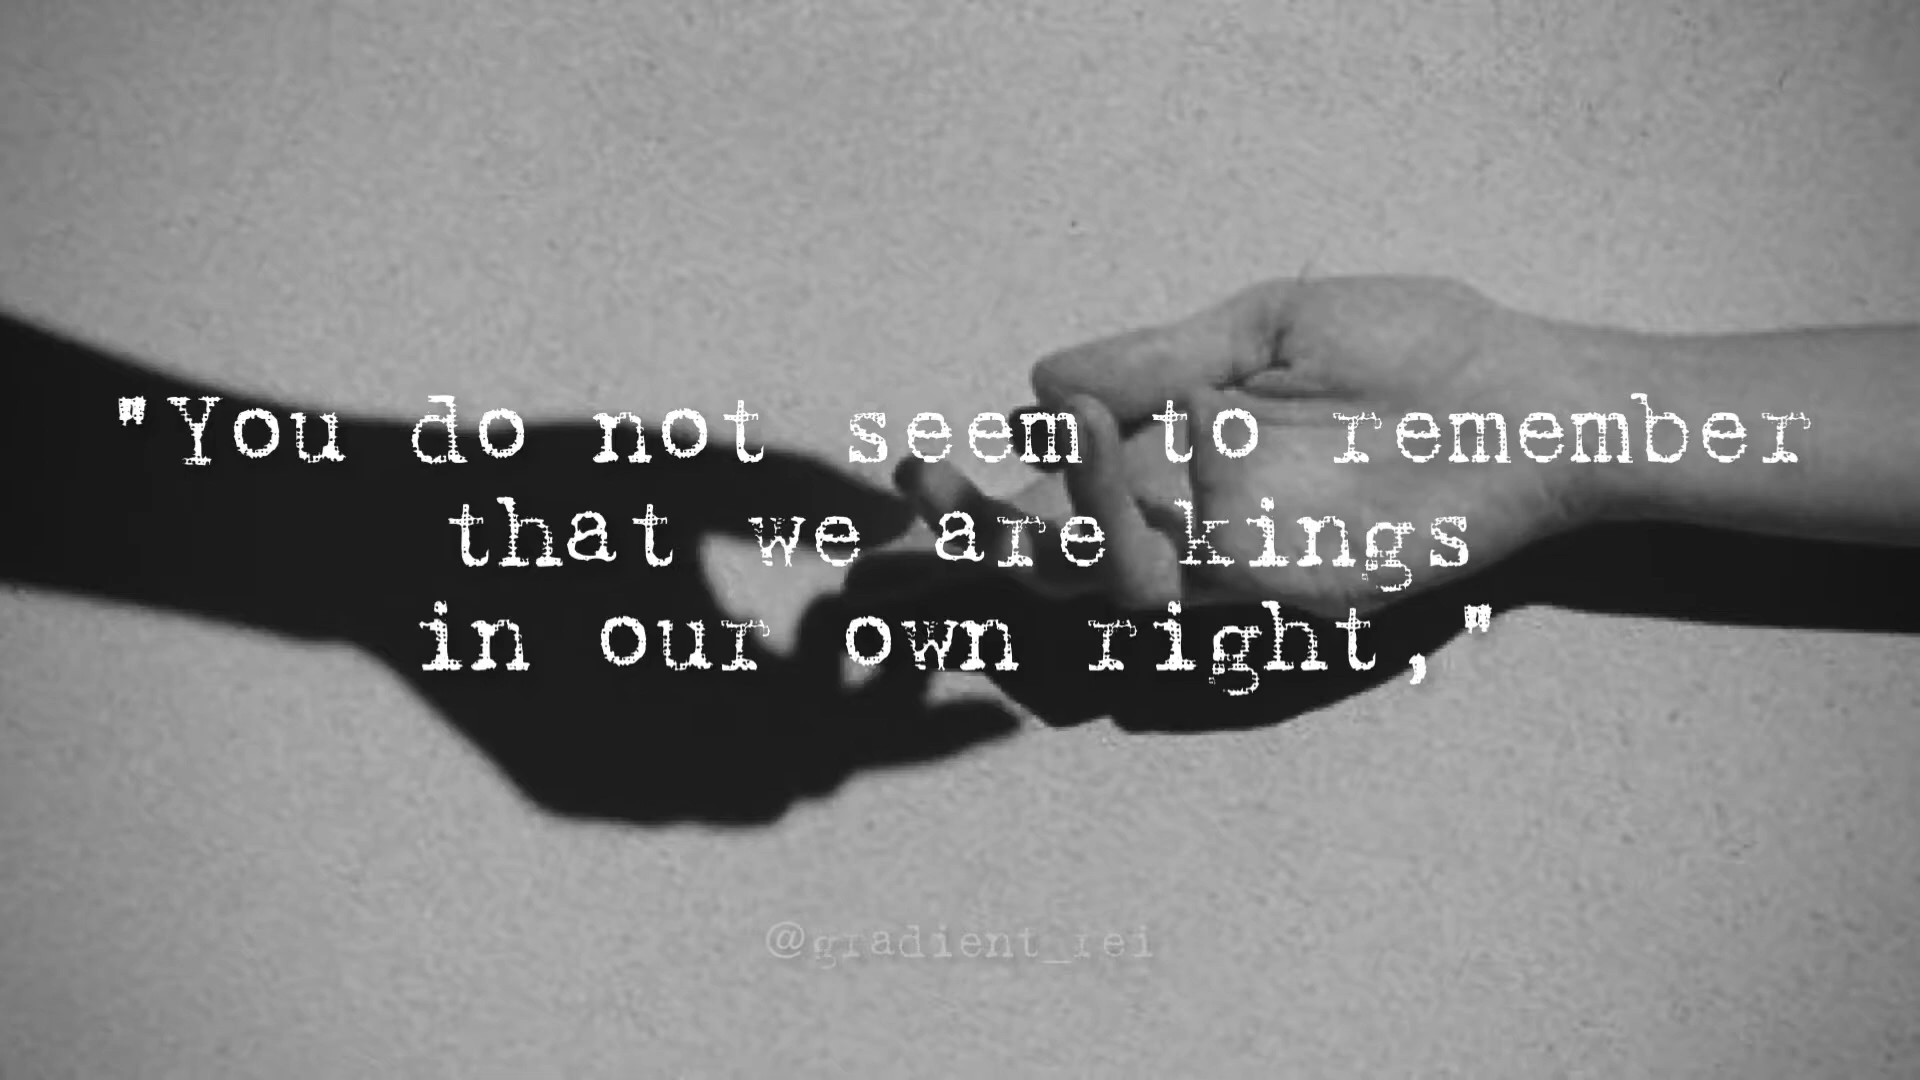 "You do not seem to remember
that we are kings
in our own right,"
@gradient_rei